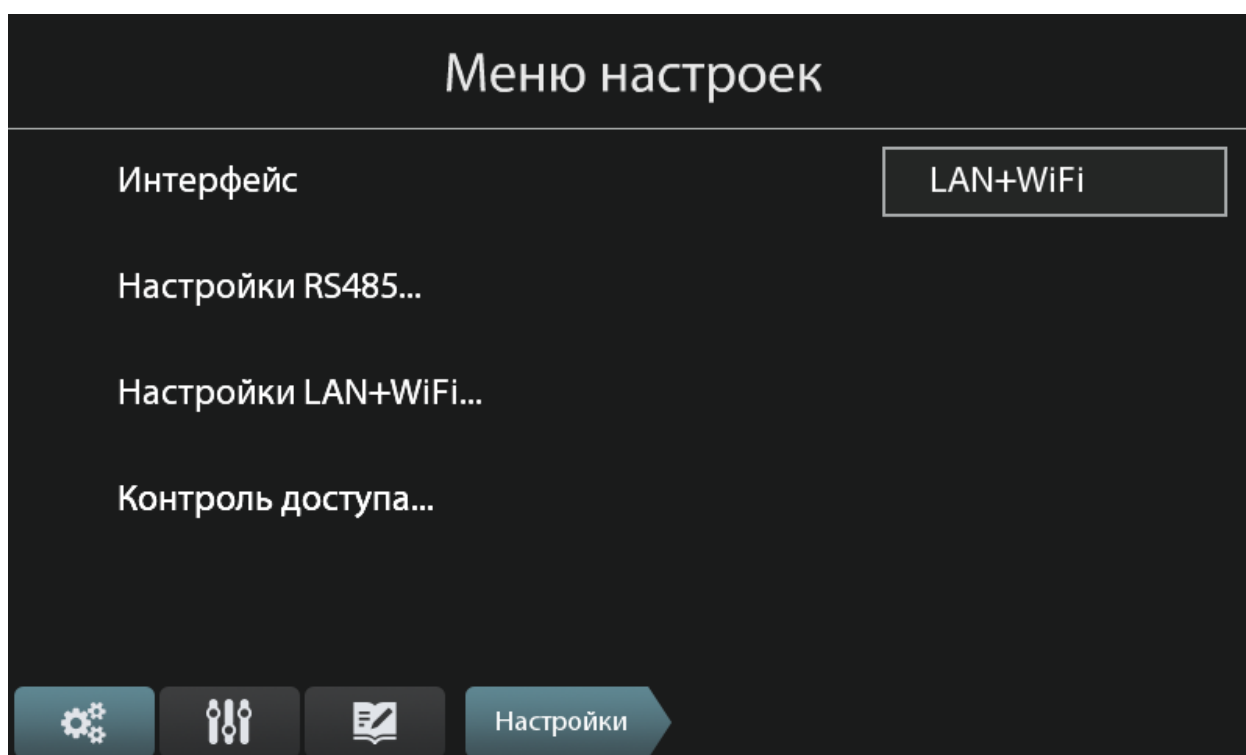 Меню настроек
Интерфейс
LAN+WiFi
Настройки RS485...
Настройки LAN+WiFi...
Контроль доступа...
Настройки